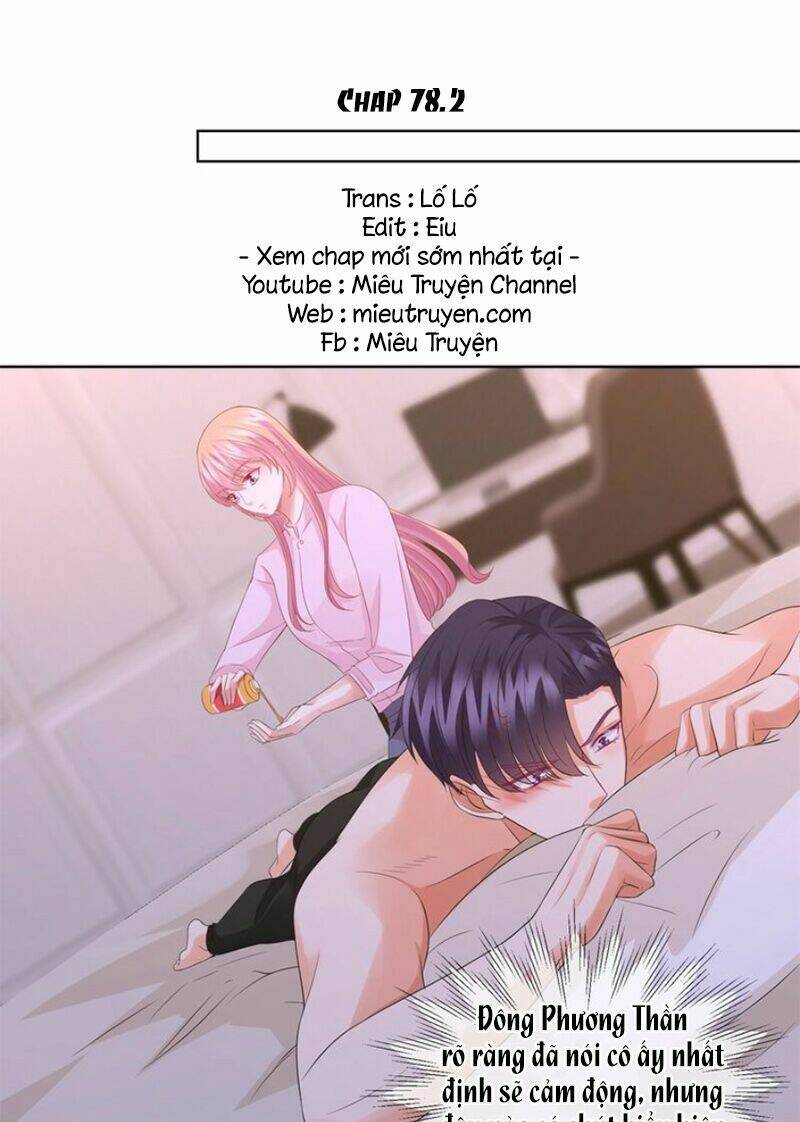 Chap 78.2
Trans : Lố Lố
Edit : Eiu
- Xem chap mới sớm nhất tại -
Youtube : Miêu Truyện Channel
Web : mieutruyen.com
Fb : Miêu Truyện
Đông Phương Thần
rõ ràng đã nói cô ấy nhất
định sẽ cảm động, nhưng